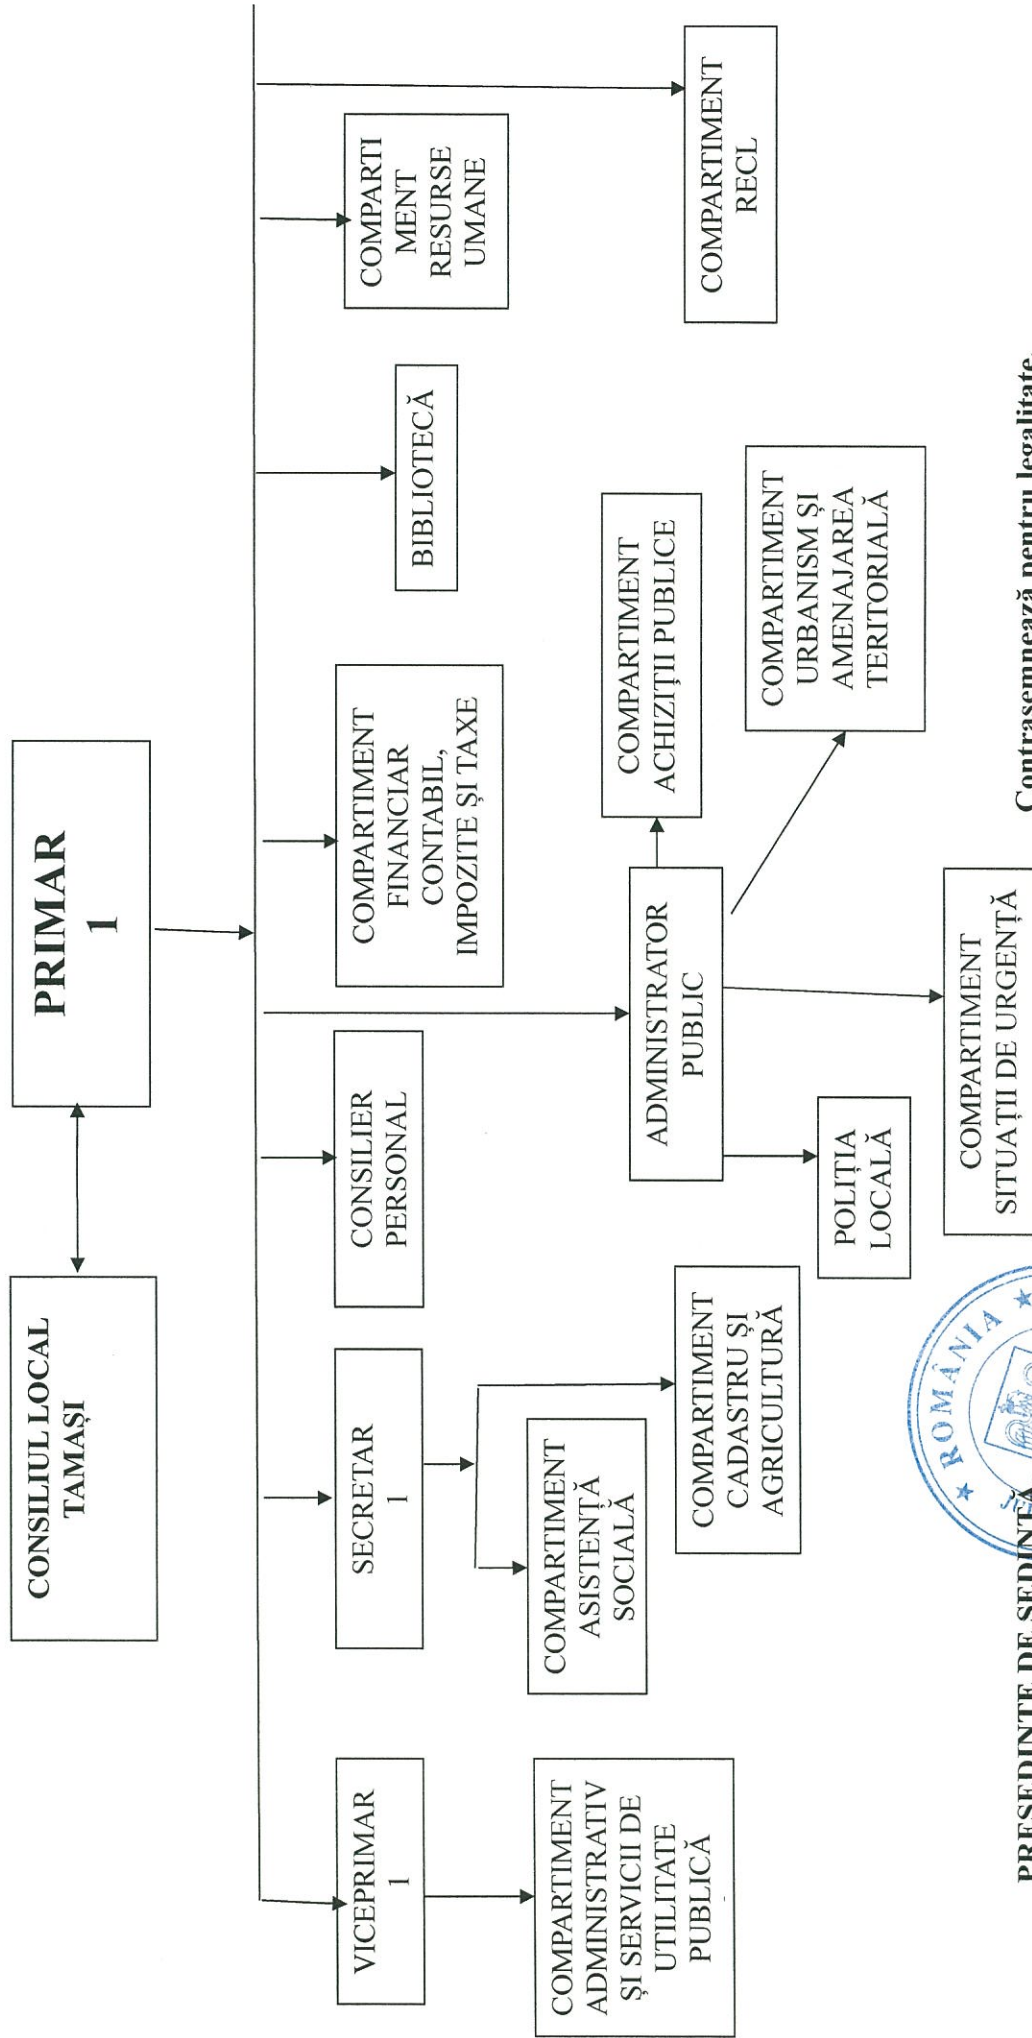 CONSILIUL LOCAL
TAMAȘI
PRIMAR
1
VICEPRIMAR
1
SECRETAR
1
CONSILIER
PERSONAL
COMPARTIMENT
FINANCIAR
CONTABIL,
IMPOZITE ȘI TAXE
BIBLIOTECĂ
COMPARTI
MENT
RESURSE
UMANE
COMPARTIMENT
ADMINISTRATIV
ȘI SERVICII DE
UTILITATE
PUBLICĂ
COMPARTIMENT
ASISTENȚĂ
SOCIALĂ
COMPARTIMENT
CADASTRU ȘI
AGRICULTURĂ
ADMINISTRATOR
PUBLIC
COMPARTIMENT
ACHIZIȚII PUBLICE
COMPARTIMENT
RECL
POLIȚIA
LOCALĂ
COMPARTIMENT
URBANISM ȘI
AMENAJAREA
TERITORIALĂ
COMPARTIMENT
SITUAȚII DE URGENȚĂ
ROMÂNIA
PREȘEDINTE DE ȘEDINȚĂ
Contrasemnează pentru legalitate,